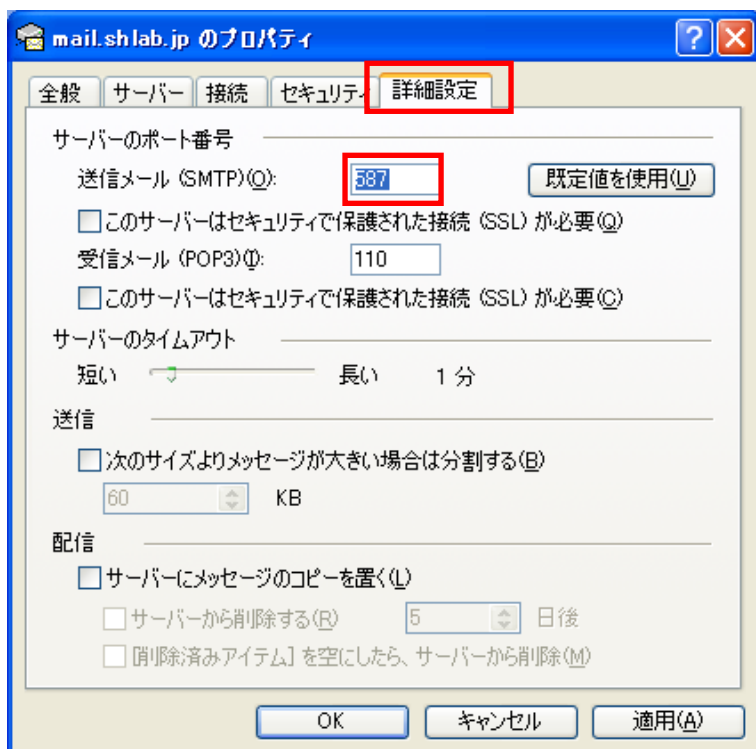 mail.shlab.jp のプロパティ
全般 サーバー 接続 セキュリティ 詳細設定
サーバーのポート番号
送信メール (SMTP)(O): 587 既定値を使用(U)
このサーバーはセキュリティで保護された接続 (SSL) が必要(Q)
受信メール (POP3)(I): 110
このサーバーはセキュリティで保護された接続 (SSL) が必要(C)
サーバーのタイムアウト
短い 長い 1 分
送信
次のサイズよりメッセージが大きい場合は分割する(B)
60 KB
配信
サーバーにメッセージのコピーを置く(L)
サーバーから削除する(R) 5 日後
[削除済みアイテム] を空にしたら、サーバーから削除(M)
OK キャンセル 適用(A)